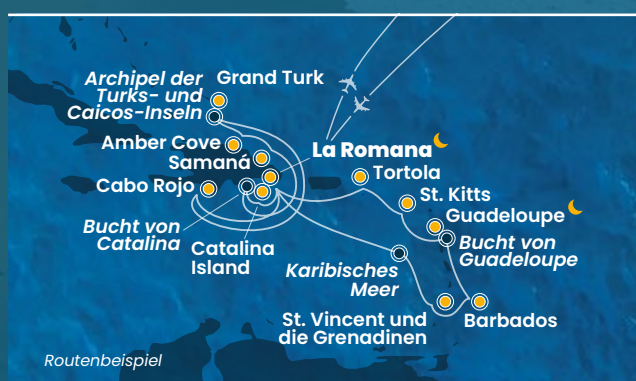 Archipel der
Turks- und
Caicos-Inseln
Grand Turk
Amber Cove
Samaná
La Romana
Cabo Rojo
Tortola
St. Kitts
Guadeloupe
Bucht von
Catalina
Catalina
Island
Bucht von
Guadeloupe
Karibisches
Meer
St. Vincent und
die Grenadinen
Barbados
Routenbeispiel